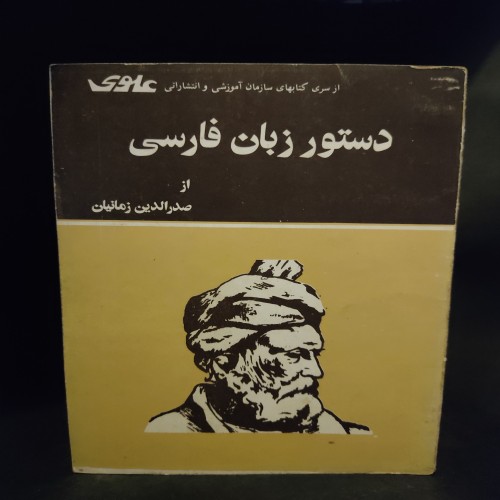 از سری کتابهای سازمان آموزشی و انتشاراتی علوی
دستور زبان فارسی
از
صدرالدین زمانیان